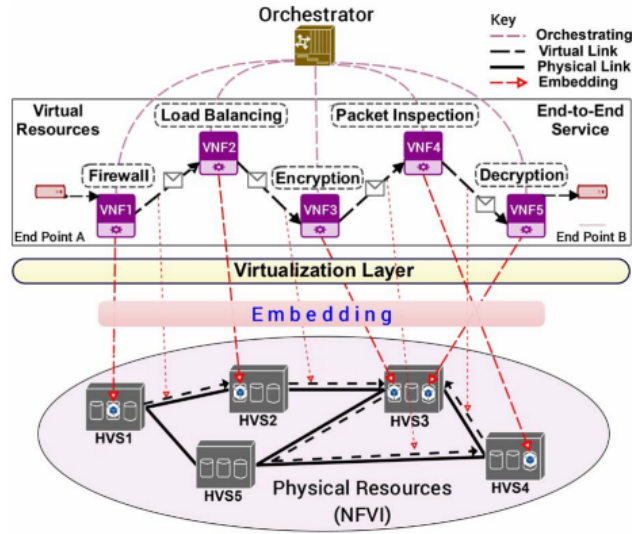 Orchestrator
Key
Orchestrating
Virtual Link
Physical Link
Embedding
Virtual
Resources
Load Balancing
Packet Inspection
End-to-End
Service
VNF2
VNF4
Firewall
Encryption
Decryption
VNF1
VNF3
VNF5
End Point A
End Point B
Virtualization Layer
Embedding
HVS1
HVS2
HVS3
HVS5
HVS4
Physical Resources
(NFVI)